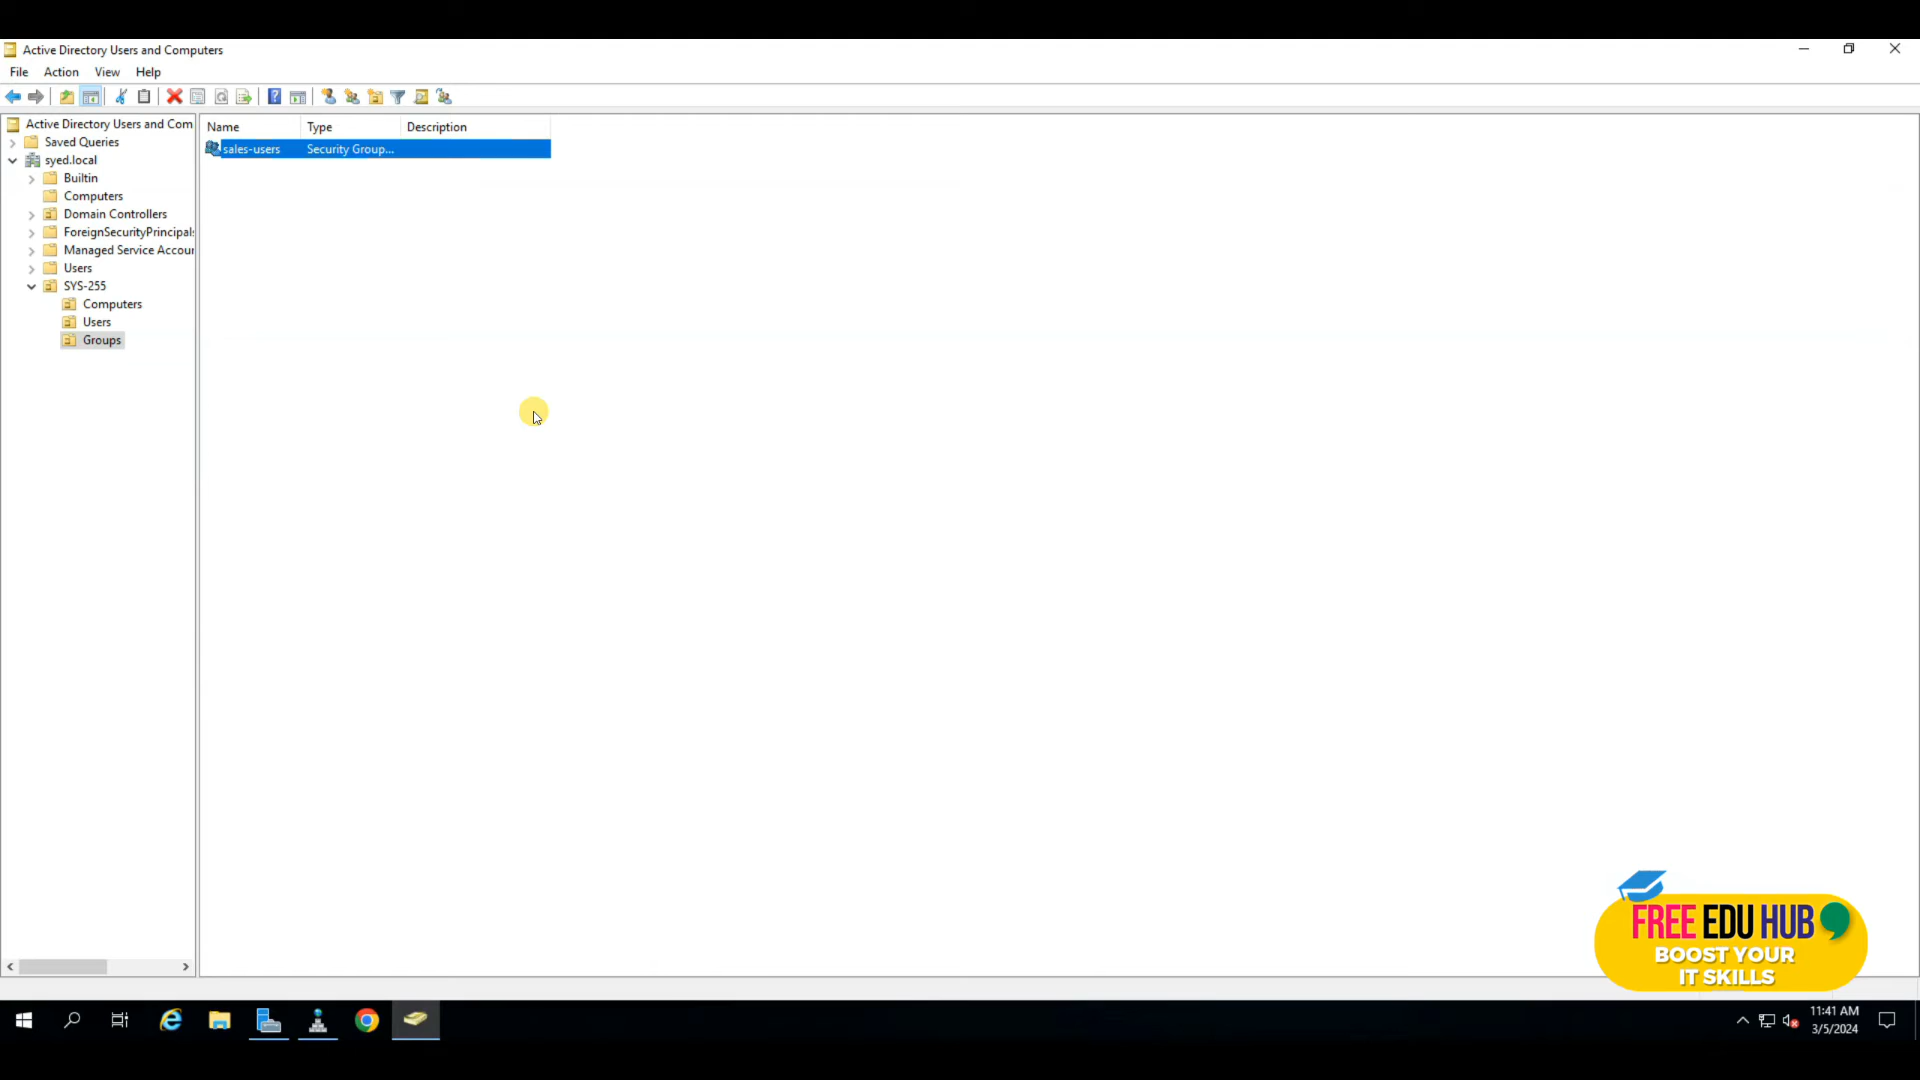 Active Directory Users and Computers
File Action View Help
Active Directory Users and Com
Saved Queries
syed.local
Builtin
Computers
Domain Controllers
ForeignSecurityPrincipal
Managed Service Accour
Users
SYS-255
Computers
Users
Groups
Name Type Description
sales-users Security Group...
FREE EDU HUB
BOOST YOUR
IT SKILLS
11:41 AM
3/5/2024